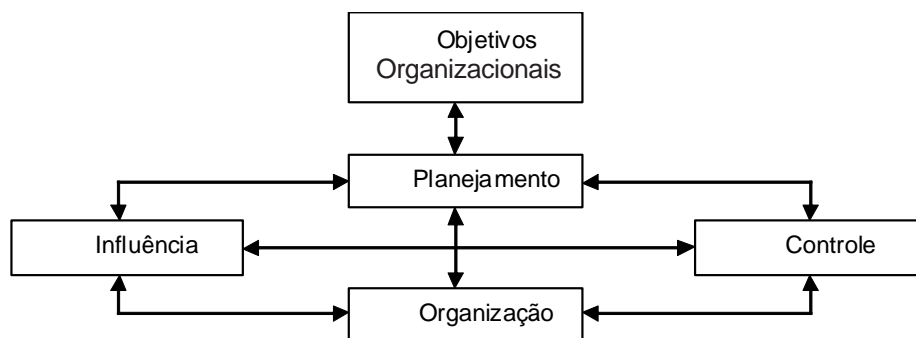 Objetivos
Organizacionais
Planejamento
Influência
Controle
Organização